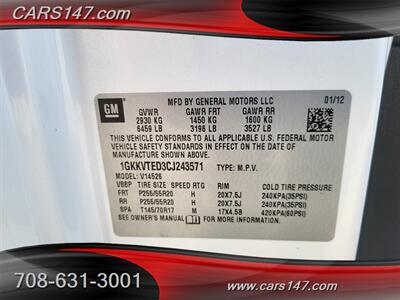 CARS147.com
GM
MFD BY GENERAL MOTORS LLC 01/12
GVWR GAWR FRT GAWR RR
2930 KG 1450 KG 1600 KG
6459 LB 3196 LB 3527 LB
THIS VEHICLE CONFORMS TO ALL APPLICABLE U.S. FEDERAL MOTOR
VEHICLE SAFETY STANDARDS IN EFFECT ON THE DATE OF
MANUFACTURE SHOWN ABOVE.
1GKKVTED3CJ243571 TYPE: M.P.V.
MODEL: V14526
VBBP TIRE SIZE SPEED RTG RIM COLD TIRE PRESSURE
FRT P255/55R20 H 20X7.5J 240KPA(35PSI)
RR P255/55R20 H 20X7.5J 240KPA(35PSI)
SPA T145/70R17 M 17X4.5B 420KPA(60PSI)
SEE OWNER'S MANUAL FOR MORE INFORMATION.
708-631-3001
CARS147.com